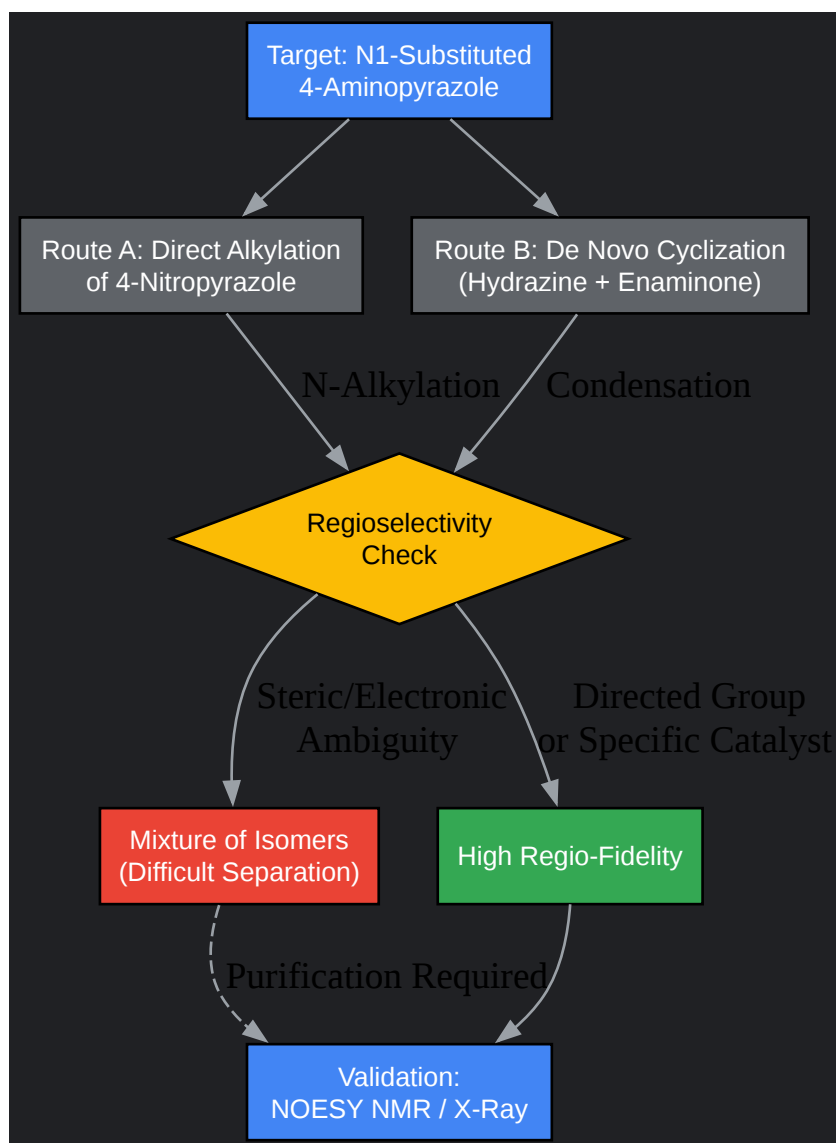 Target: N1-Substituted
4-Aminopyrazole
Route A: Direct Alkylation
of 4-Nitropyrazole
Route B: De Novo Cyclization
(Hydrazine + Enaminone)
N-Alkylation
Condensation
Regioselectivity
Check
Steric/Electronic
Ambiguity
Directed Group
or Specific Catalyst
Mixture of Isomers
(Difficult Separation)
High Regio-Fidelity
Purification Required
Validation:
NOESY NMR / X-Ray